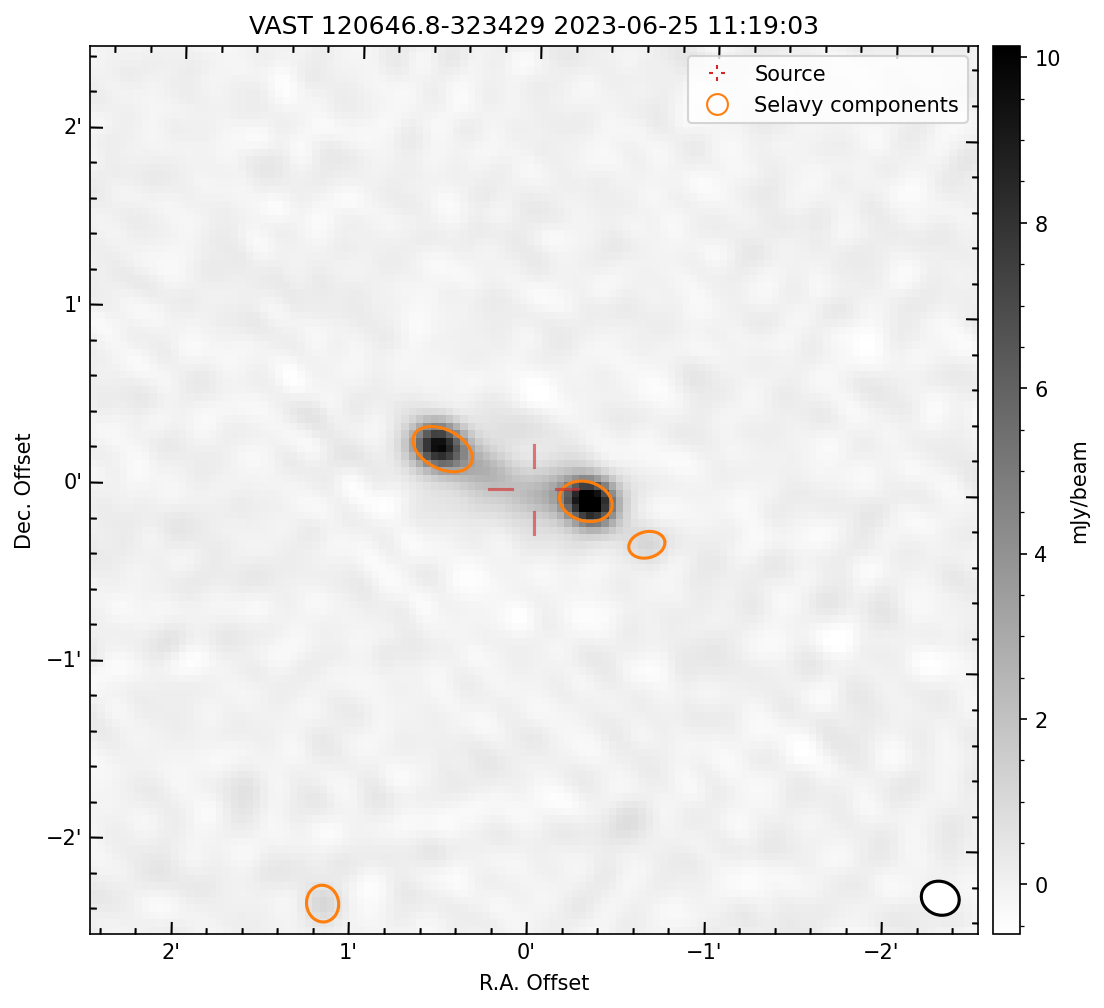 VAST 120646.8-323429 2023-06-25 11:19:03
Source
Selavy components
2'
1'
0'
−1'
−2'
Dec. Offset
2'
1'
0'
−1'
−2'
R.A. Offset
10
8
6
4
2
0
mJy/beam